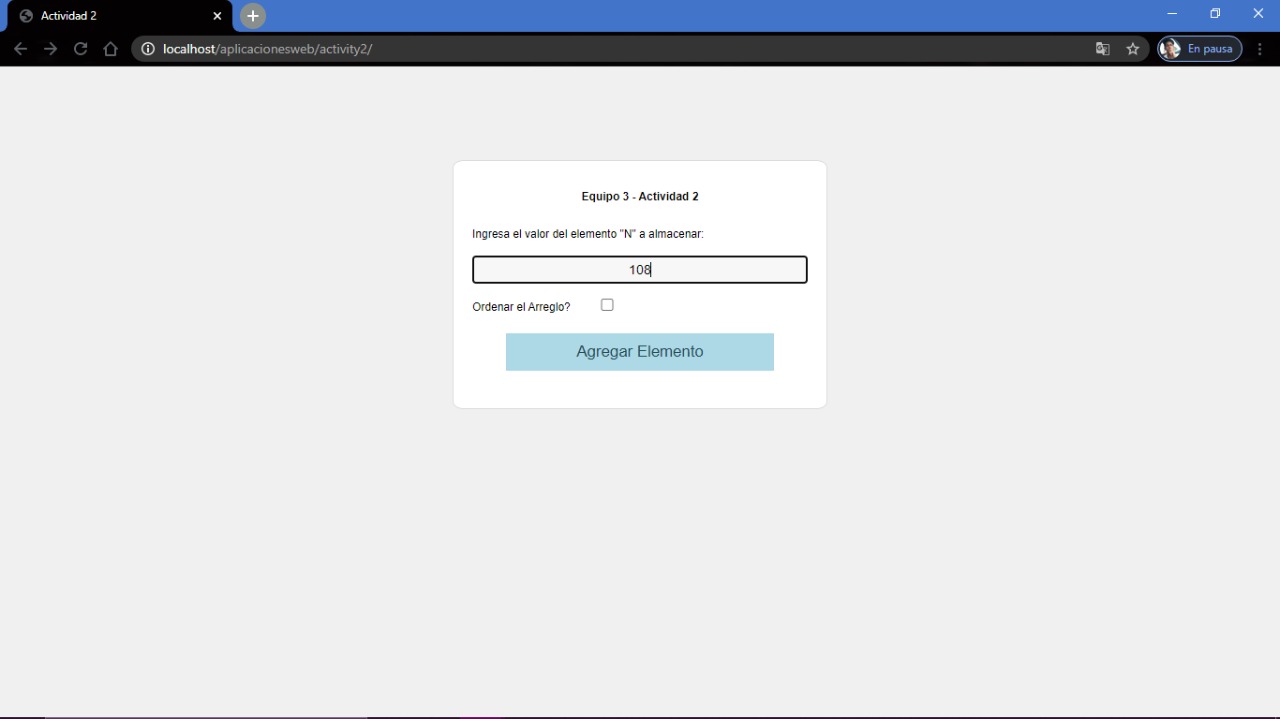 Actividad 2
localhost/aplicacionesweb/activity2/
En pausa
Equipo 3 - Actividad 2
Ingresa el valor del elemento "N" a almacenar:
108
Ordenar el Arreglo?
Agregar Elemento